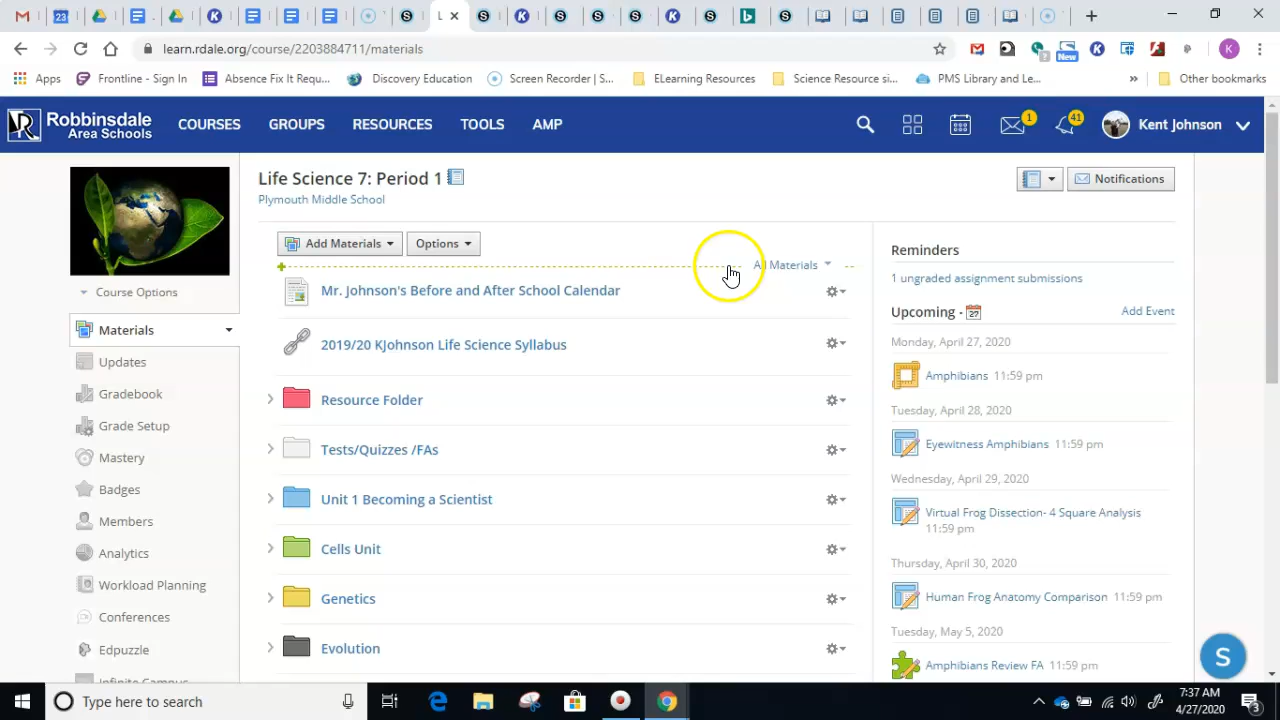 learn.rdale.org/course/2203884711/materials
New
K
Apps
Frontline - Sign In
Absence Fix It Requ...
Discovery Education
Screen Recorder | S...
ELearning Resources
Science Resource si...
PMS Library and Le...
Other bookmarks
Robbinsdale
Area Schools
COURSES
GROUPS
RESOURCES
TOOLS
AMP
1
41
Kent Johnson
Life Science 7: Period 1
Plymouth Middle School
Notifications
Add Materials
Options
All Materials
Course Options
Materials
Updates
Gradebook
Grade Setup
Mastery
Badges
Members
Analytics
Workload Planning
Conferences
Edpuzzle
Infinite Campus
Mr. Johnson's Before and After School Calendar
2019/20 KJohnson Life Science Syllabus
Resource Folder
Tests/Quizzes /FAs
Unit 1 Becoming a Scientist
Cells Unit
Genetics
Evolution
Reminders
1 ungraded assignment submissions
Upcoming - 27
Add Event
Monday, April 27, 2020
Amphibians 11:59 pm
Tuesday, April 28, 2020
Eyewitness Amphibians 11:59 pm
Wednesday, April 29, 2020
Virtual Frog Dissection- 4 Square Analysis
11:59 pm
Thursday, April 30, 2020
Human Frog Anatomy Comparison 11:59 pm
Tuesday, May 5, 2020
Amphibians Review FA 11:59 pm
S
Type here to search
7:37 AM
4/27/2020
3